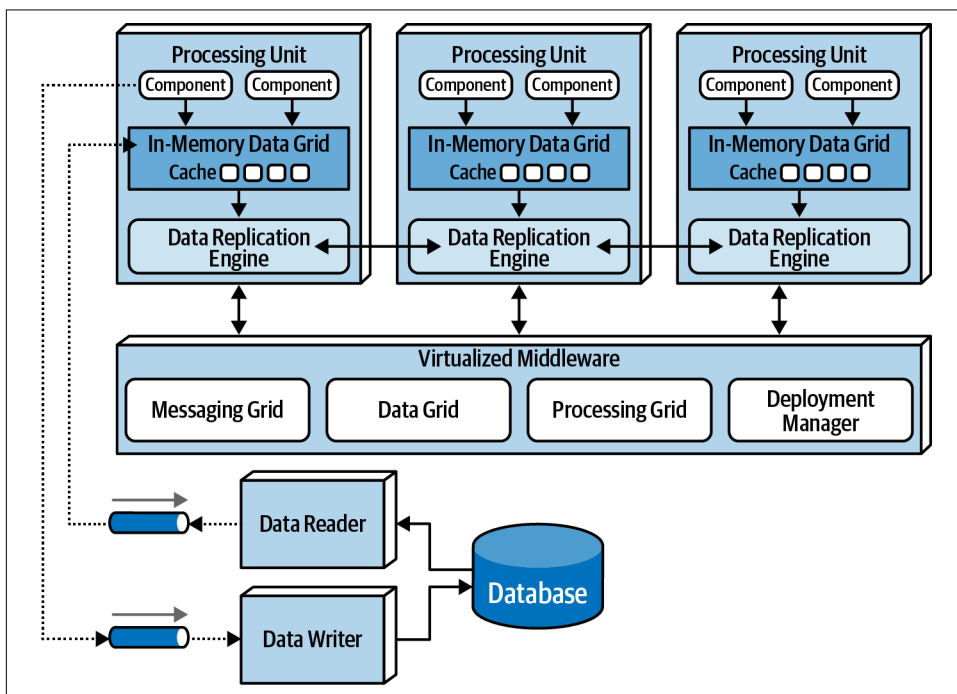 Processing Unit
Component
Component
In-Memory Data Grid
Cache
Data Replication
Engine
Processing Unit
Component
Component
In-Memory Data Grid
Cache
Data Replication
Engine
Processing Unit
Component
Component
In-Memory Data Grid
Cache
Data Replication
Engine
Virtualized Middleware
Messaging Grid
Data Grid
Processing Grid
Deployment
Manager
Data Reader
Database
Data Writer